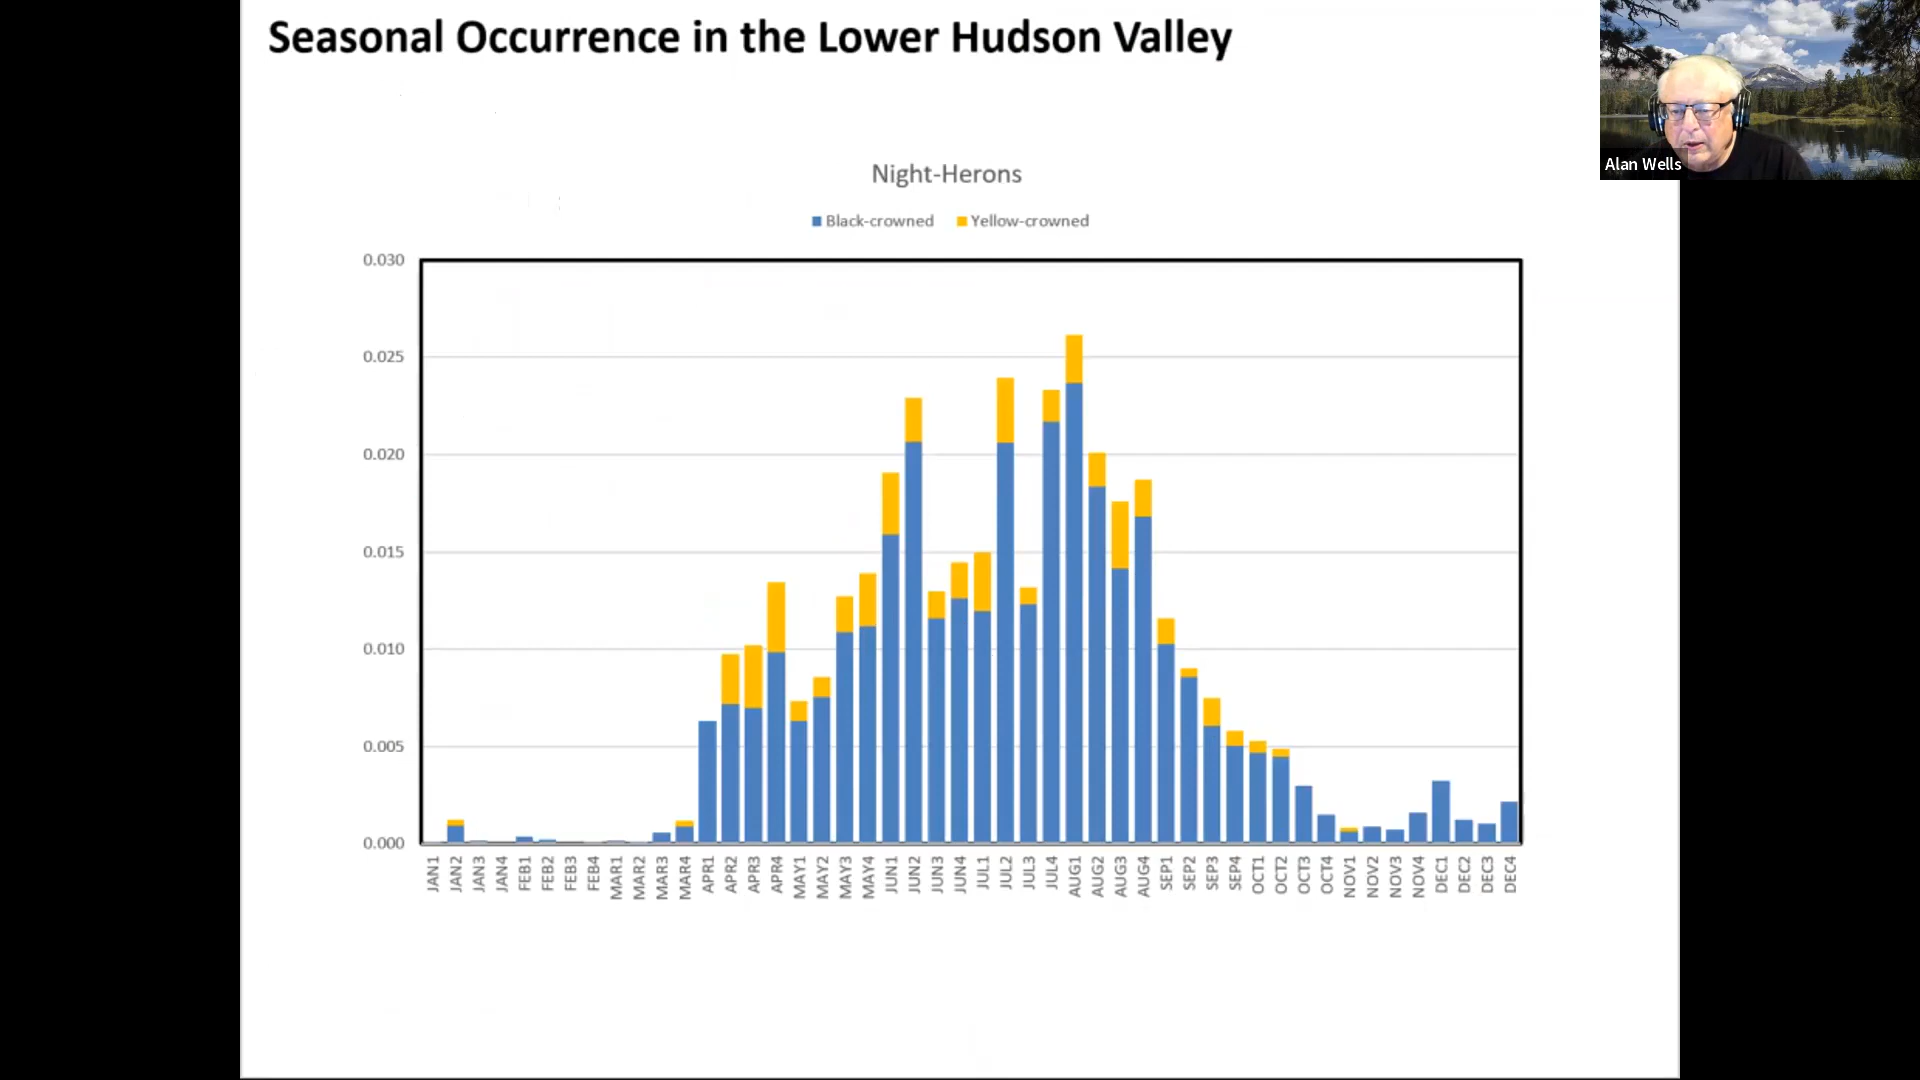 Seasonal Occurrence in the Lower Hudson Valley
Alan Wells
Night-Herons
Black-crowned Yellow-crowned
0.030
0.025
0.020
0.015
0.010
0.005
0.000
JAN1 JAN2 JAN3 JAN4 FEB1 FEB2 FEB3 FEB4 MAR1 MAR2 MAR3 MAR4 APR1 APR2 APR3 APR4 MAY1 MAY2 MAY3 MAY4 JUN1 JUN2 JUN3 JUN4 JUL1 JUL2 JUL3 JUL4 AUG1 AUG2 AUG3 AUG4 SEP1 SEP2 SEP3 SEP4 OCT1 OCT2 OCT3 OCT4 NOV1 NOV2 NOV3 NOV4 DEC1 DEC2 DEC3 DEC4